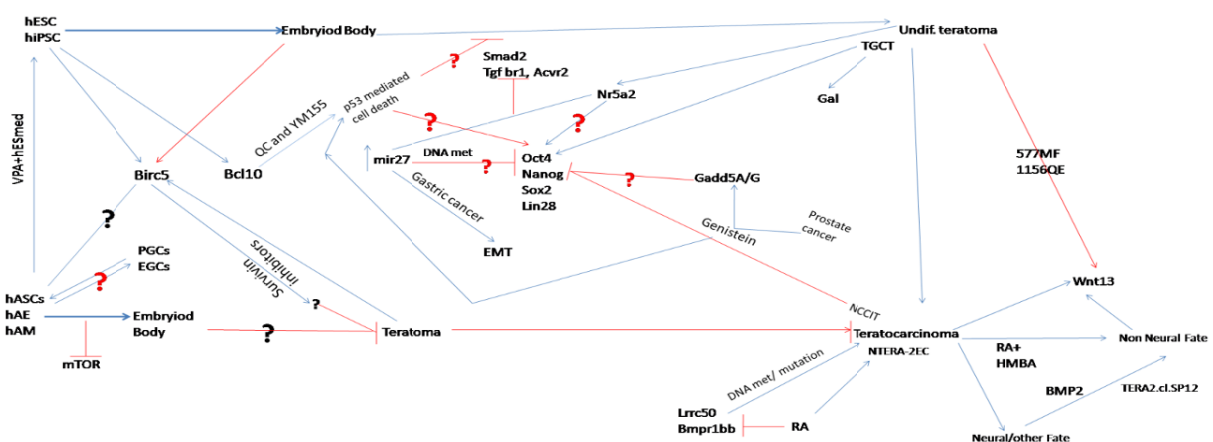 hESC
hiPSC
Embryiod Body
Undif. teratoma
TGCT
Smad2
Tgf br1, Acvr2
?
p53 mediated
cell death
QC and YM155
Nr5a2
Gal
?
?
VPA+hESmed
Birc5
Bcl10
mir27
DNA met
?
Oct4
Nanog
Sox2
Lin28
?
Gadd5A/G
577MF
1156QE
Gastric cancer
EMT
Genistein
Prostate
cancer
?
PGCs
EGCs
?
Survivin
inhibitors
?
Wnt13
hASCs
hAE
hAM
Embryiod
Body
?
Teratoma
NCCIT
Teratocarcinoma
NTERA-2EC
RA+
HMBA
Non Neural Fate
mTOR
DNA met/ mutation
BMP2
TERA2.cl.SP12
Lrrc50
Bmpr1bb
RA
Neural/other Fate